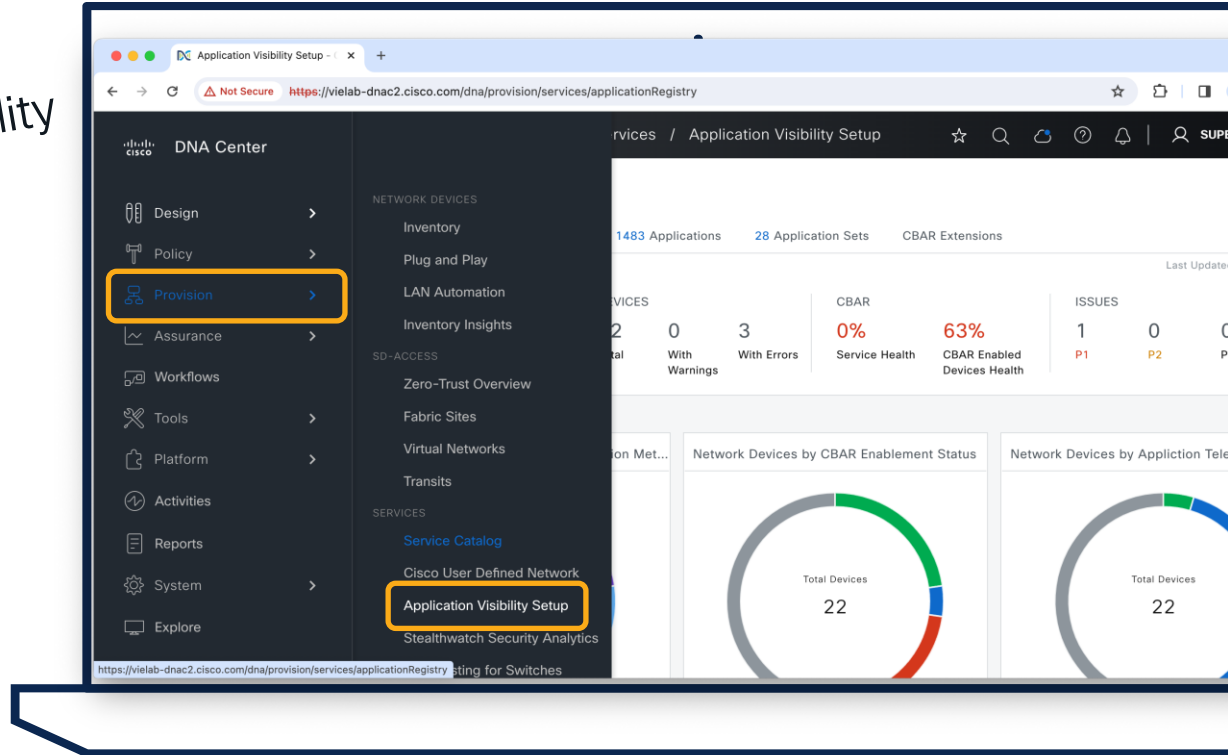 lity
Application Visibility Setup -
Not Secure https://vielab-dnac2.cisco.com/dna/provision/services/applicationRegistry
cisco DNA Center
rvices / Application Visibility Setup
SUPE
Design
Policy
Provision
Assurance
Workflows
Tools
Platform
Activities
Reports
System
Explore
NETWORK DEVICES
Inventory
Plug and Play
LAN Automation
Inventory Insights
SD-ACCESS
Zero-Trust Overview
Fabric Sites
Virtual Networks
Transits
SERVICES
Service Catalog
Cisco User Defined Network
Application Visibility Setup
Stealthwatch Security Analytics
sting for Switches
https://vielab-dnac2.cisco.com/dna/provision/services/applicationRegistry
1483 Applications 28 Application Sets CBAR Extensions
Last Update
VICES
2 0 3
tal With Warnings With Errors
CBAR
0% 63%
Service Health CBAR Enabled
Devices Health
ISSUES
1 0
P1 P2 P
ion Met...
Network Devices by CBAR Enablement Status
Total Devices
22
Network Devices by Appliction Tele
Total Devices
22